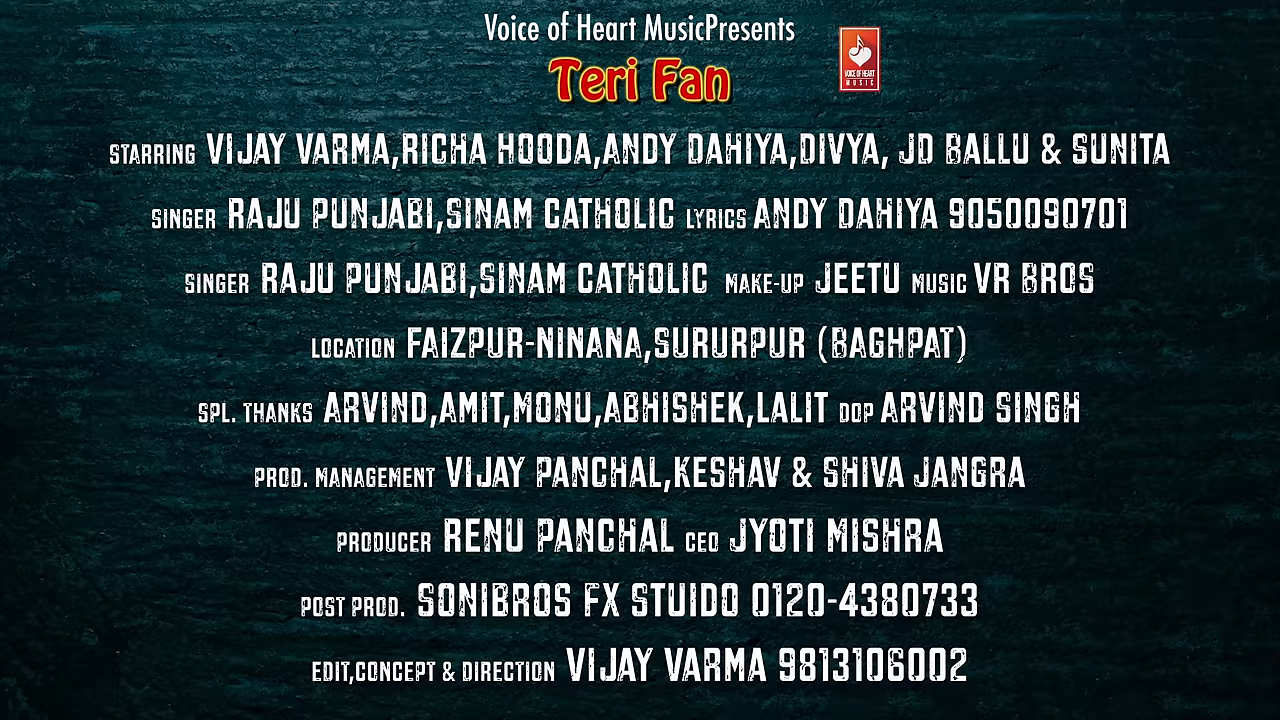 Voice of Heart MusicPresents
Teri Fan
VOICE OF HEART
MUSIC
STARRING VIJAY VARMA,RICHA HOODA,ANDY DAHIYA,DIVYA, JD BALLU & SUNITA
SINGER RAJU PUNJABI,SINAM CATHOLIC LYRICS ANDY DAHIYA 9050090701
SINGER RAJU PUNJABI,SINAM CATHOLIC MAKE-UP JEETU MUSIC VR BROS
LOCATION FAIZPUR-NINANA,SURURPUR (BAGHPAT)
SPL. THANKS ARVIND,AMIT,MONU,ABHISHEK,LALIT DOP ARVIND SINGH
PROD. MANAGEMENT VIJAY PANCHAL,KESHAV & SHIVA JANGRA
PRODUCER RENU PANCHAL CEO JYOTI MISHRA
POST PROD. SONIBROS FX STUIDO 0120-4380733
EDIT,CONCEPT & DIRECTION VIJAY VARMA 9813106002